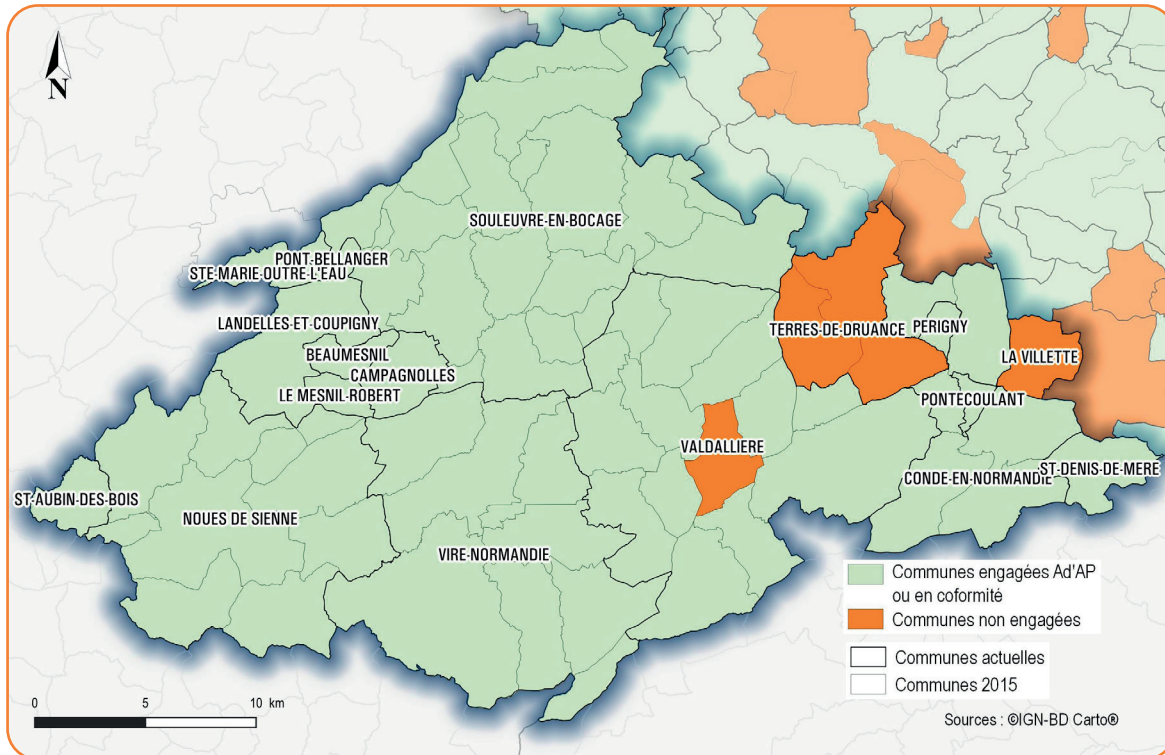 N
SOULEUVRE-EN-BOCAGE
PONT-BELLANGER
STE-MARIE-OUTRE-L'EAU
LANDELLES-ET-COUPIGNY
TERRES-DE-DRUANCE
PERIGNY
BEAUMESNIL
LA VILLETTE
CAMPAGNOLLES
LE MESNIL-ROBERT
PONTECOULANT
VALDALLIERE
ST-DENIS-DE-MERE
CONDE-EN-NORMANDIE
ST-AUBIN-DES-BOIS
NOUES DE SIENNE
VIRE-NORMANDIE
Communes engagées Ad'AP
ou en coformité
Communes non engagées
Communes actuelles
Communes 2015
0 5 10 km
Sources : ©IGN-BD Carto®